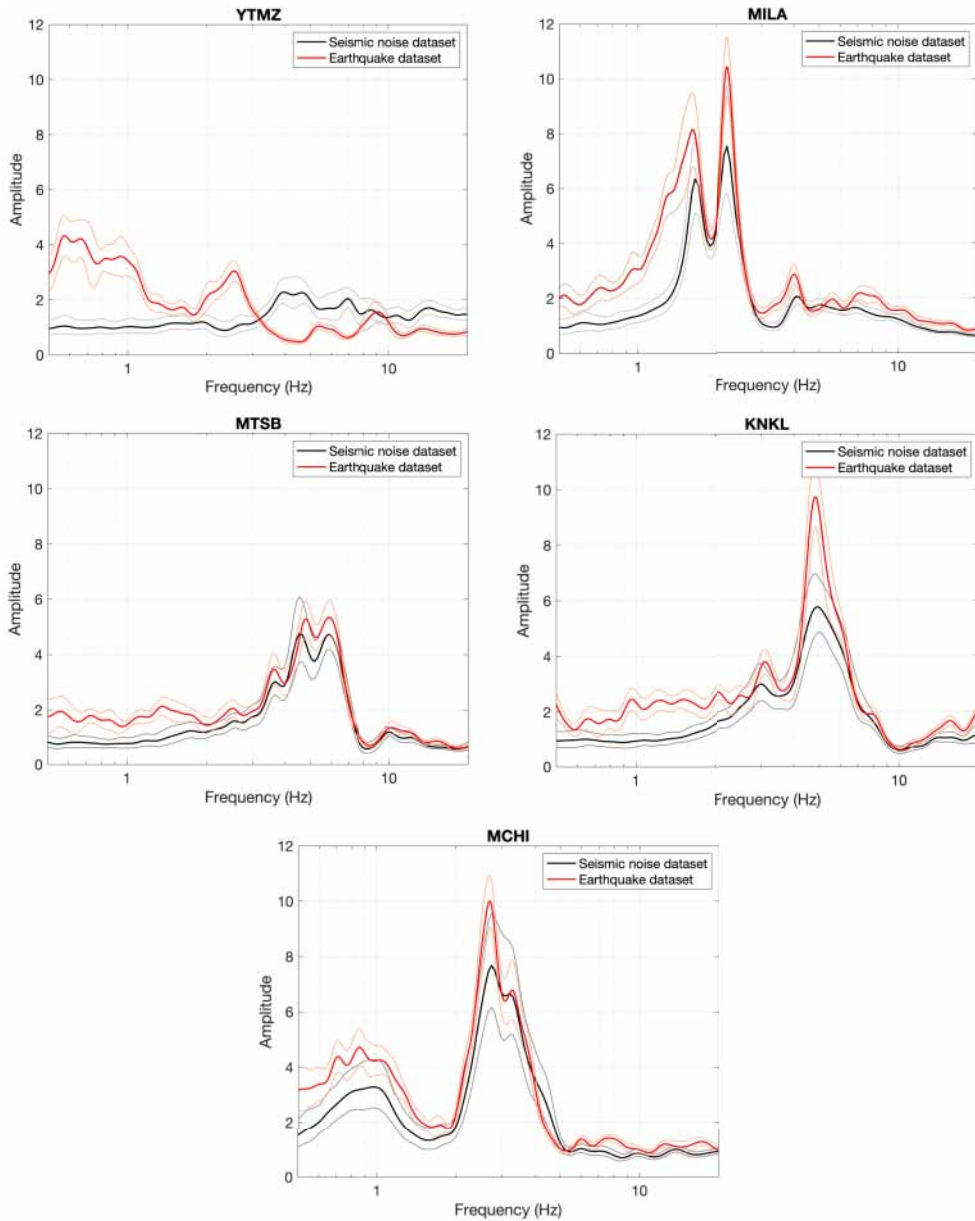 YTMZ
12
10
8
6
4
2
0
Amplitude
Seismic noise dataset
Earthquake dataset
1
10
Frequency (Hz)
MILA
12
10
8
6
4
2
0
Amplitude
Seismic noise dataset
Earthquake dataset
1
10
Frequency (Hz)
MTSB
12
10
8
6
4
2
0
Amplitude
Seismic noise dataset
Earthquake dataset
1
10
Frequency (Hz)
KNKL
12
10
8
6
4
2
0
Amplitude
Seismic noise dataset
Earthquake dataset
1
10
Frequency (Hz)
MCHI
12
10
8
6
4
2
0
Amplitude
Seismic noise dataset
Earthquake dataset
1
10
Frequency (Hz)